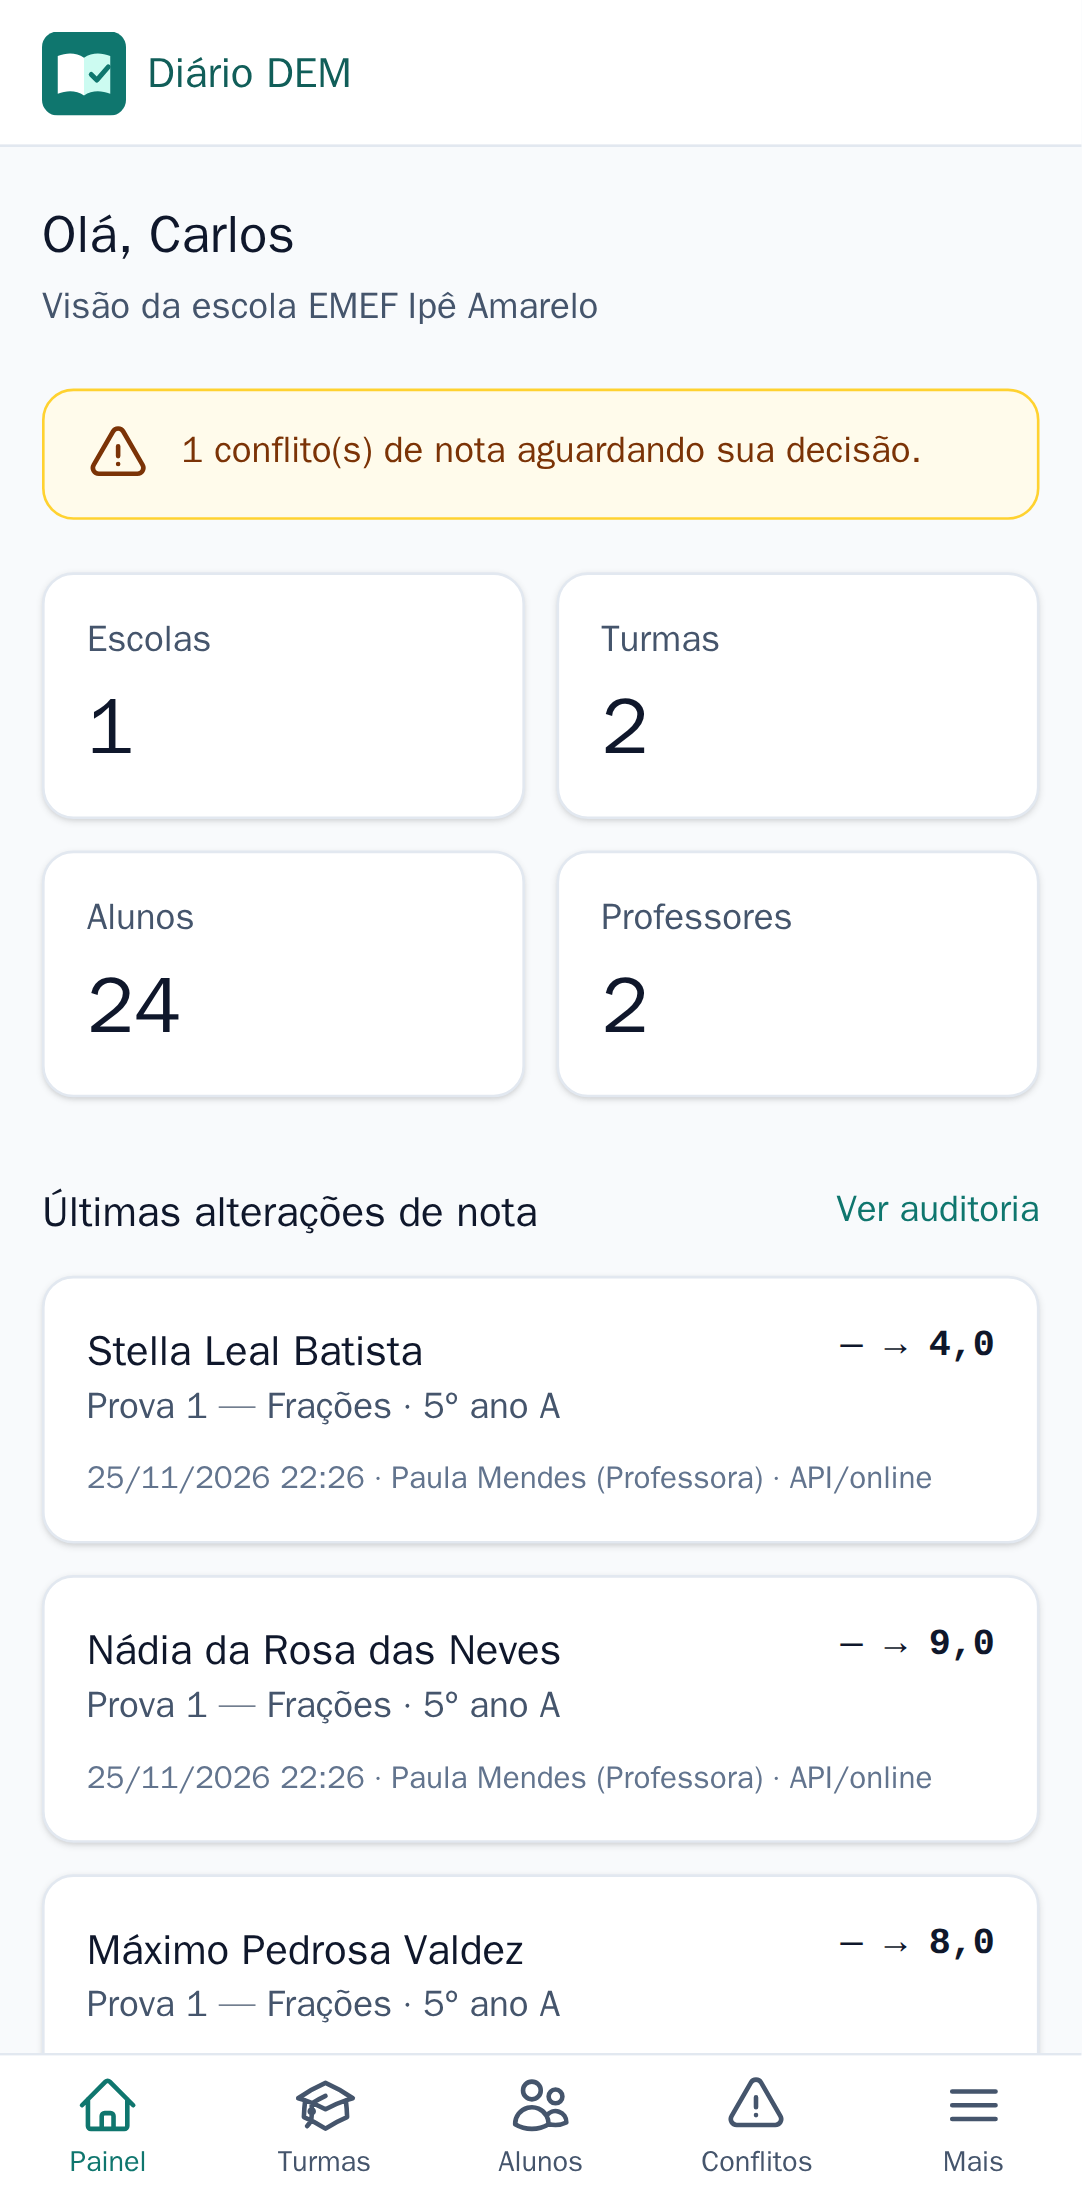 Diário DEM
Olá, Carlos
Visão da escola EMEF Ipê Amarelo
1 conflito(s) de nota aguardando sua decisão.
Escolas
1
Turmas
2
Alunos
24
Professores
2
Últimas alterações de nota
Ver auditoria
Stella Leal Batista
— → 4,0
Prova 1 — Frações · 5º ano A
25/11/2026 22:26 · Paula Mendes (Professora) · API/online
Nádia da Rosa das Neves
— → 9,0
Prova 1 — Frações · 5º ano A
25/11/2026 22:26 · Paula Mendes (Professora) · API/online
Máximo Pedrosa Valdez
— → 8,0
Prova 1 — Frações · 5º ano A
Painel
Turmas
Alunos
Conflitos
Mais